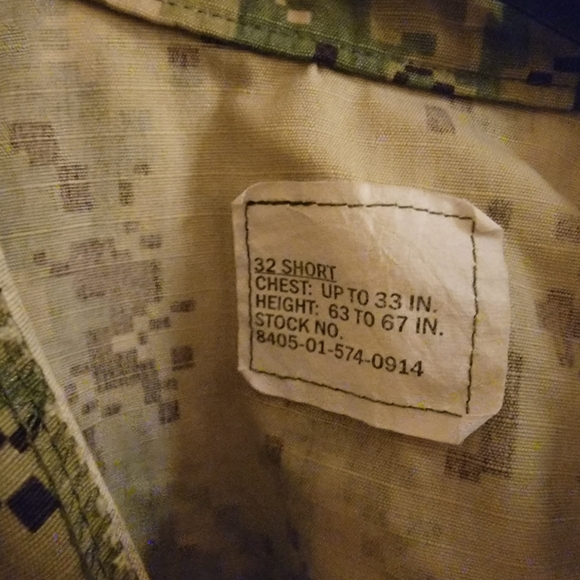 32 SHORT
CHEST: UP TO 33 IN.
HEIGHT: 63 TO 67 IN.
STOCK NO.
8405-01-574-0914